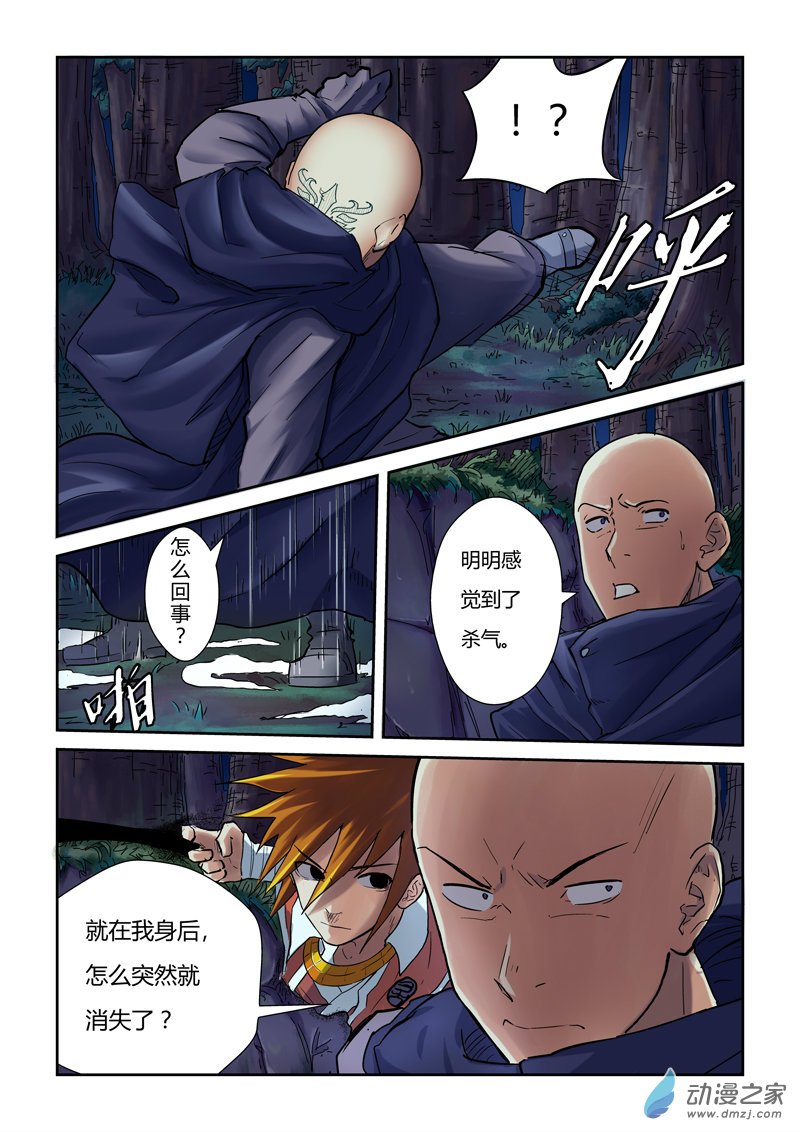 ！？
呼
怎么回事？
啪
明明感
觉到了
杀气。
就在我身后，
怎么突然就
消失了？
动漫之家
www.dmzj.com